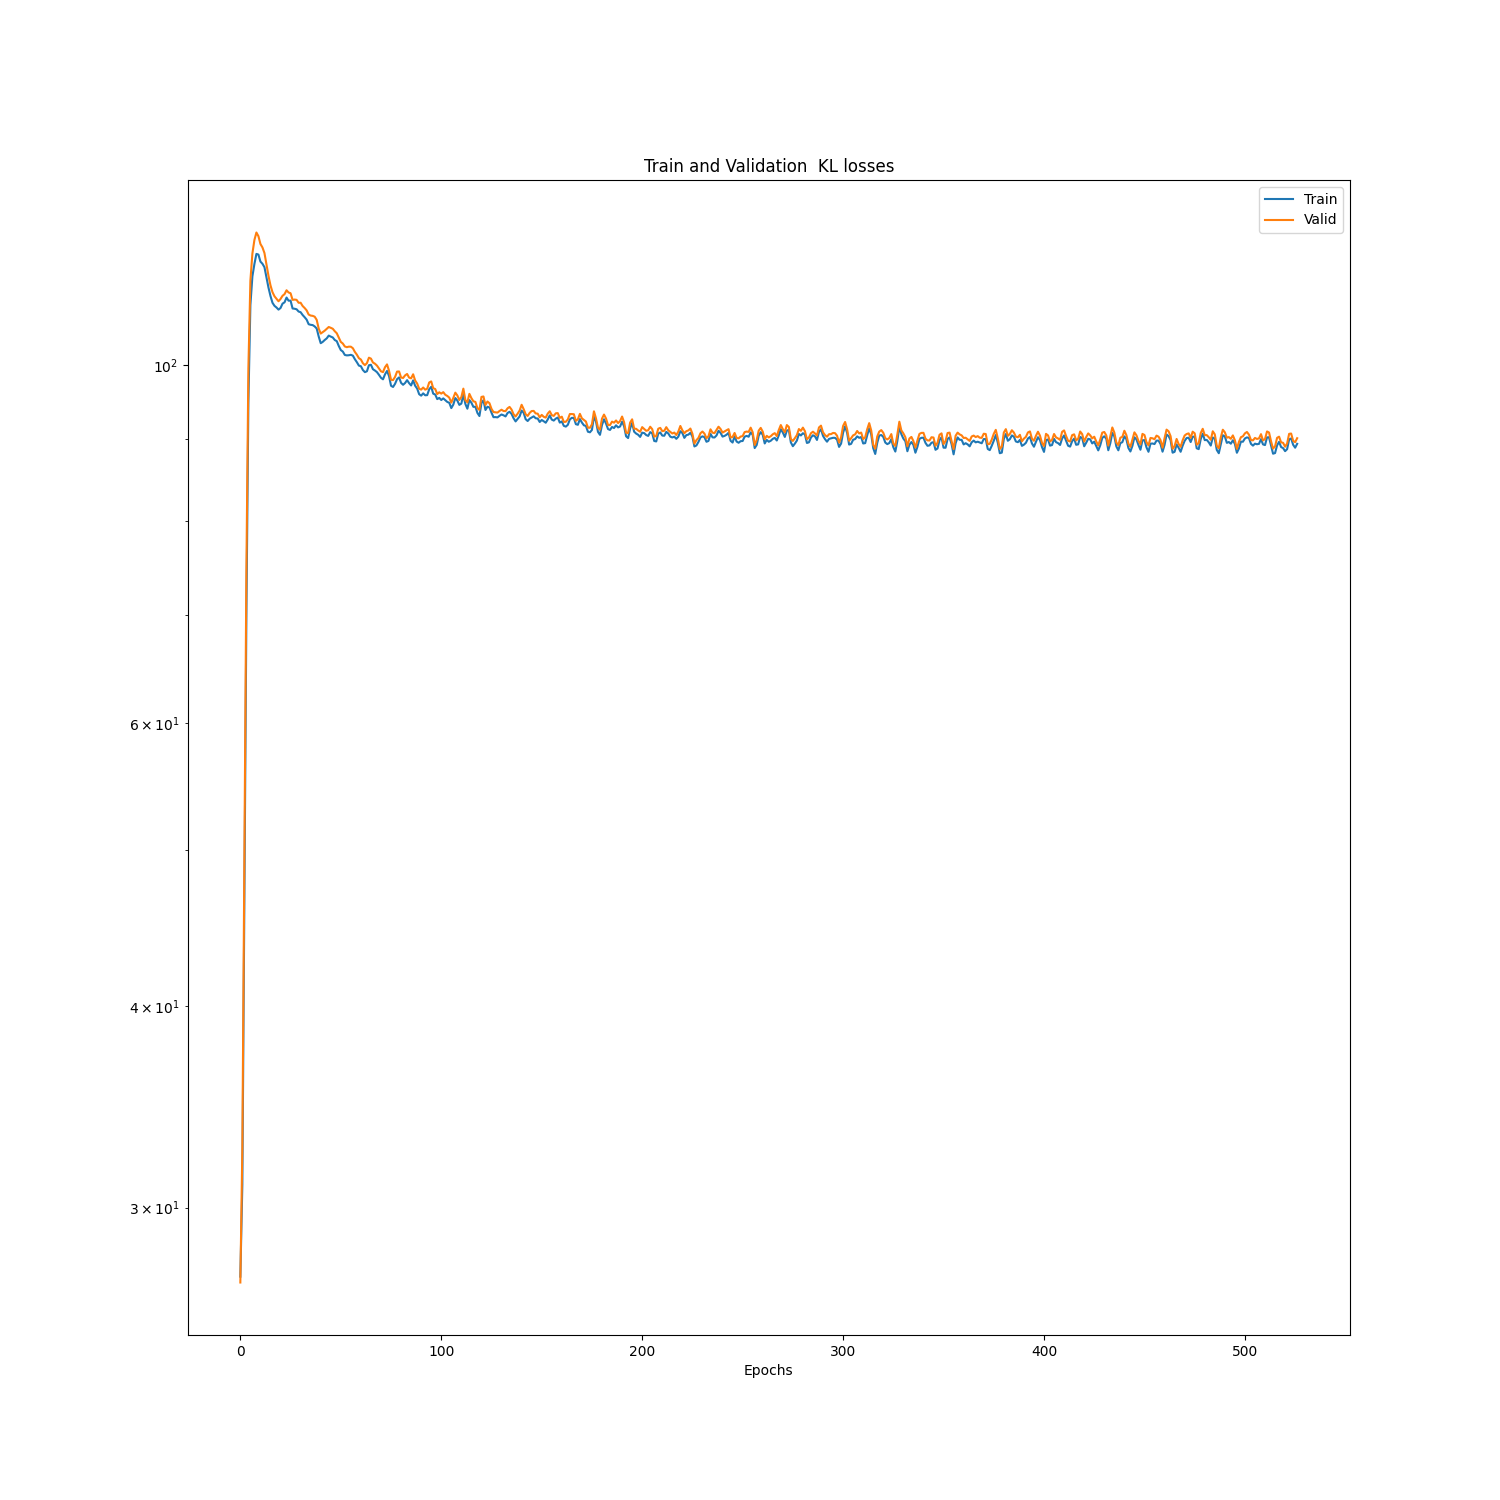 Train and Validation  KL losses
Train
Valid
10²
6 × 10¹
4 × 10¹
3 × 10¹
0 100 200 300 400 500
Epochs